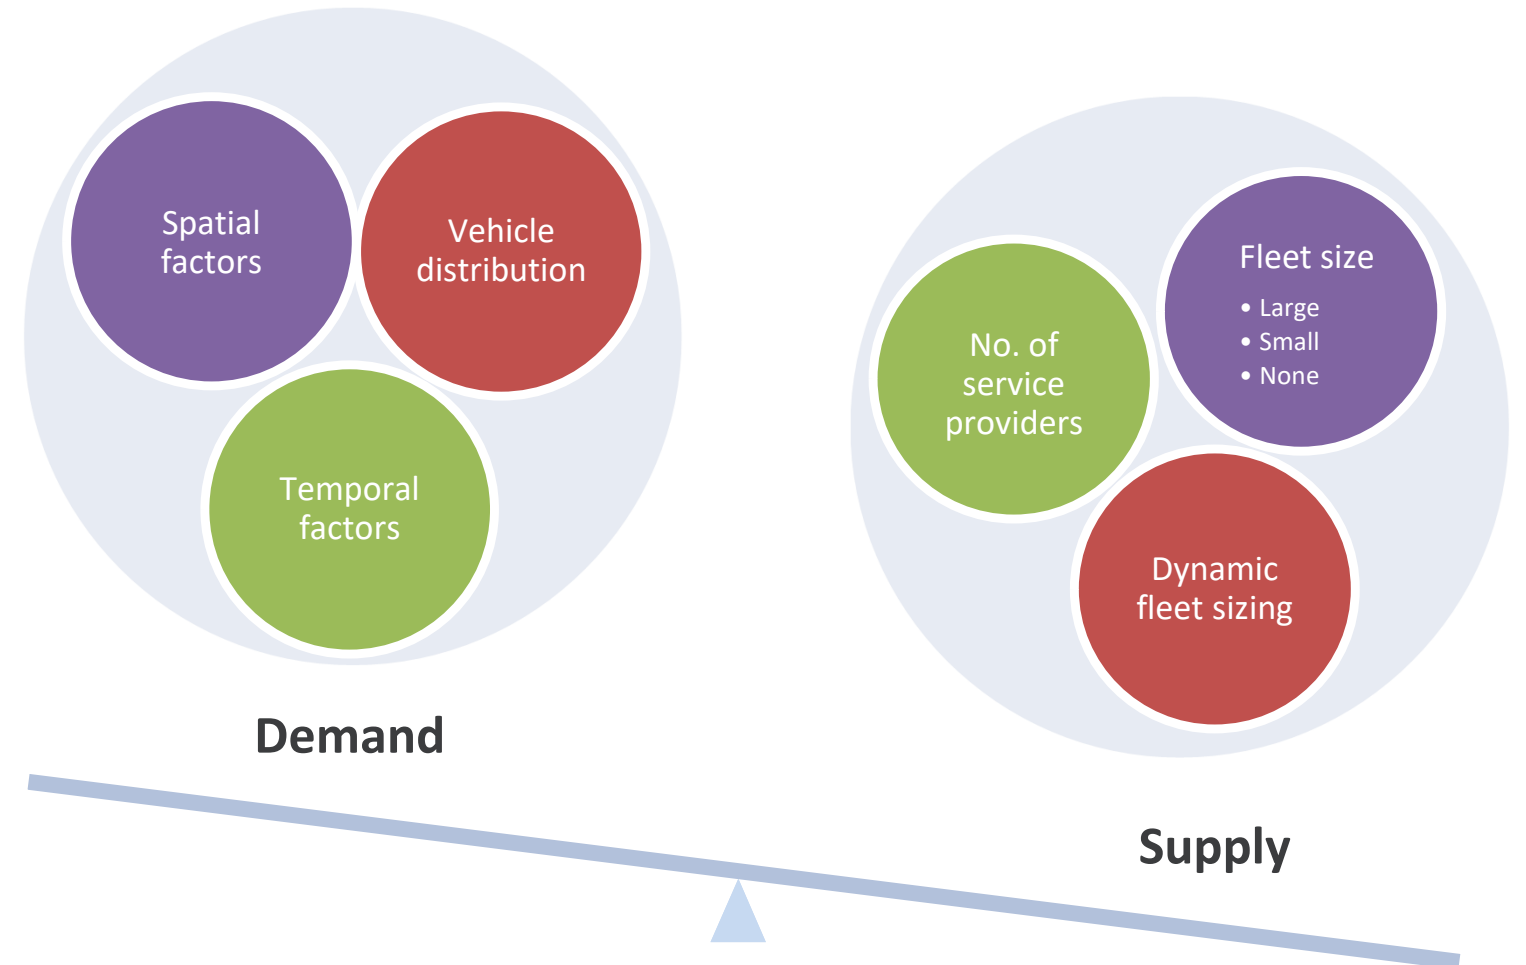 Spatial
factors
Vehicle
distribution
Temporal
factors
Demand
No. of
service
providers
Fleet size
• Large
• Small
• None
Dynamic
fleet sizing
Supply